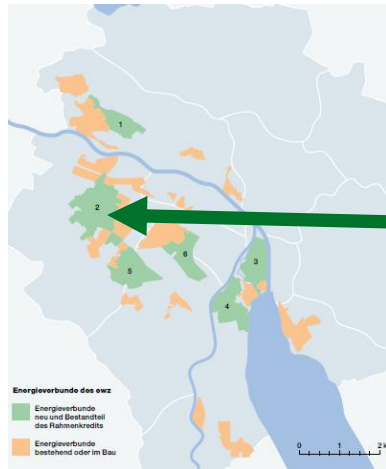 1
2
3
6
5
4
Energieverbunde des ewz
Energieverbunde
neu und Bestandteil
des Rahmenkredits
Energieverbunde
bestehend oder im Bau
0 1 2 k